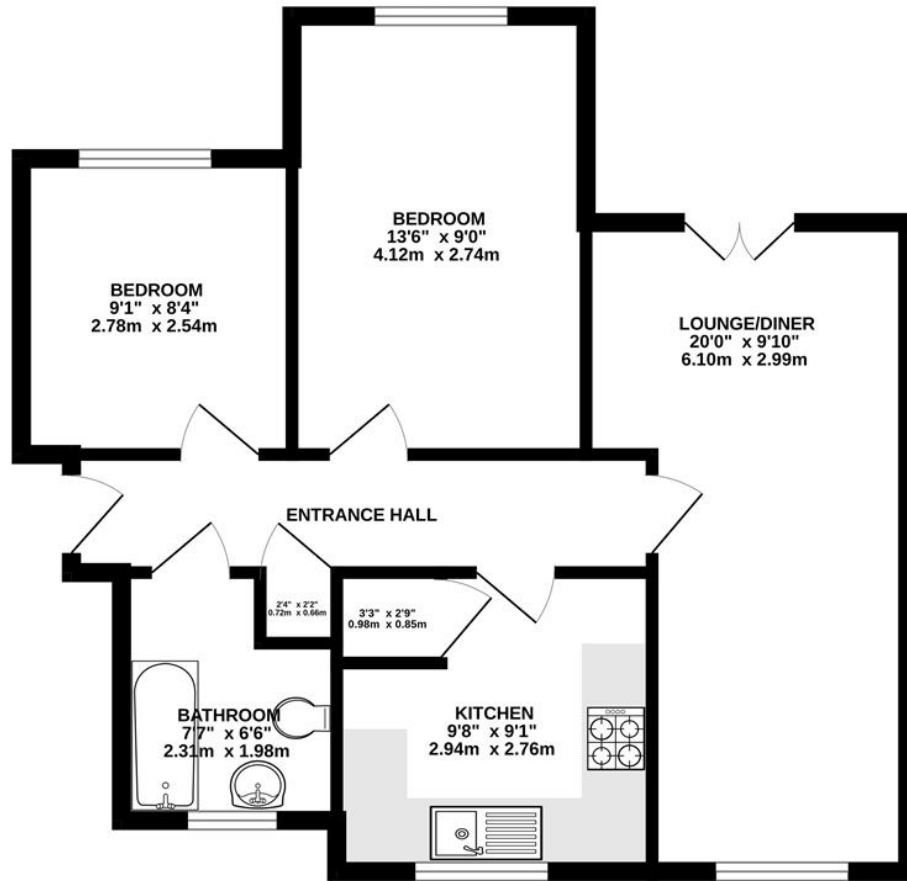 BEDROOM
13'6" x 9'0"
4.12m x 2.74m
BEDROOM
9'1" x 8'4"
2.78m x 2.54m
LOUNGE/DINER
20'0" x 9'10"
6.10m x 2.99m
ENTRANCE HALL
2'4" x 2'2"
0.72m x 0.66m
3'3" x 2'9"
0.98m x 0.85m
BATHROOM
7'7" x 6'6"
2.31m x 1.98m
KITCHEN
9'8" x 9'1"
2.94m x 2.76m